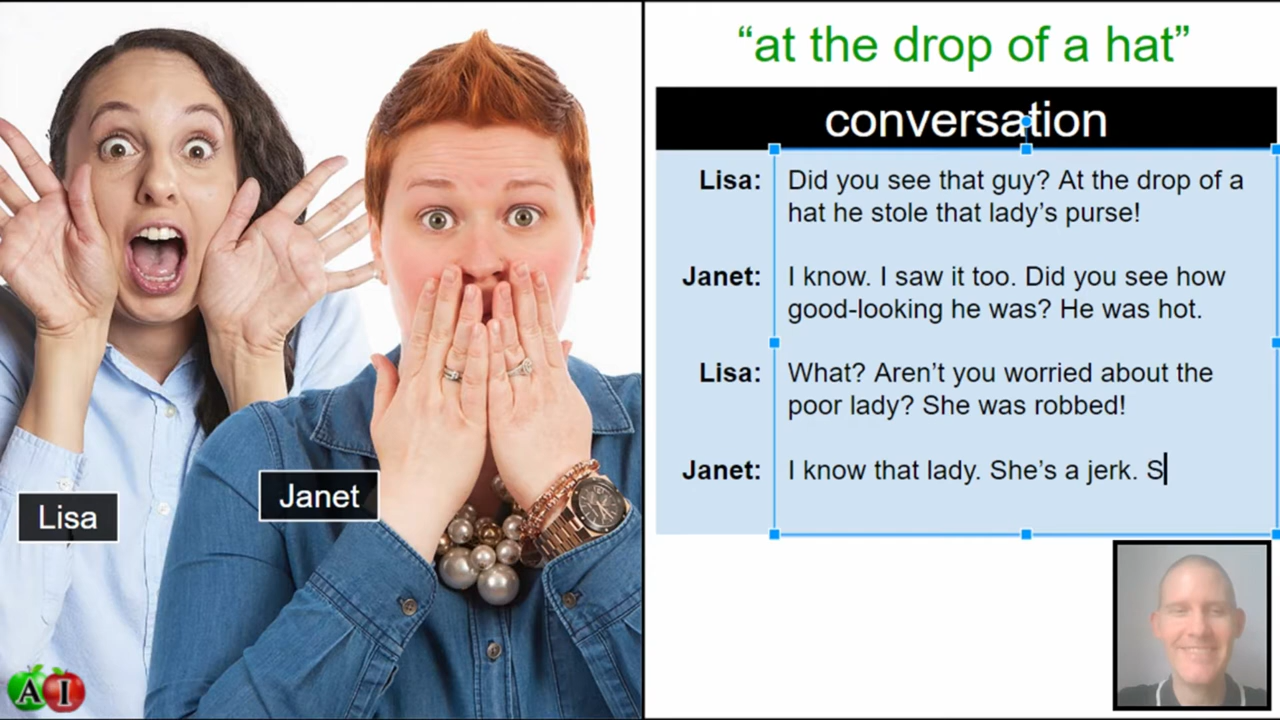 “at the drop of a hat”
conversation
Lisa: Did you see that guy? At the drop of a
hat he stole that lady’s purse!
Janet: I know. I saw it too. Did you see how
good-looking he was? He was hot.
Lisa: What? Aren’t you worried about the
poor lady? She was robbed!
Janet: I know that lady. She’s a jerk. S
Janet
Lisa
A I